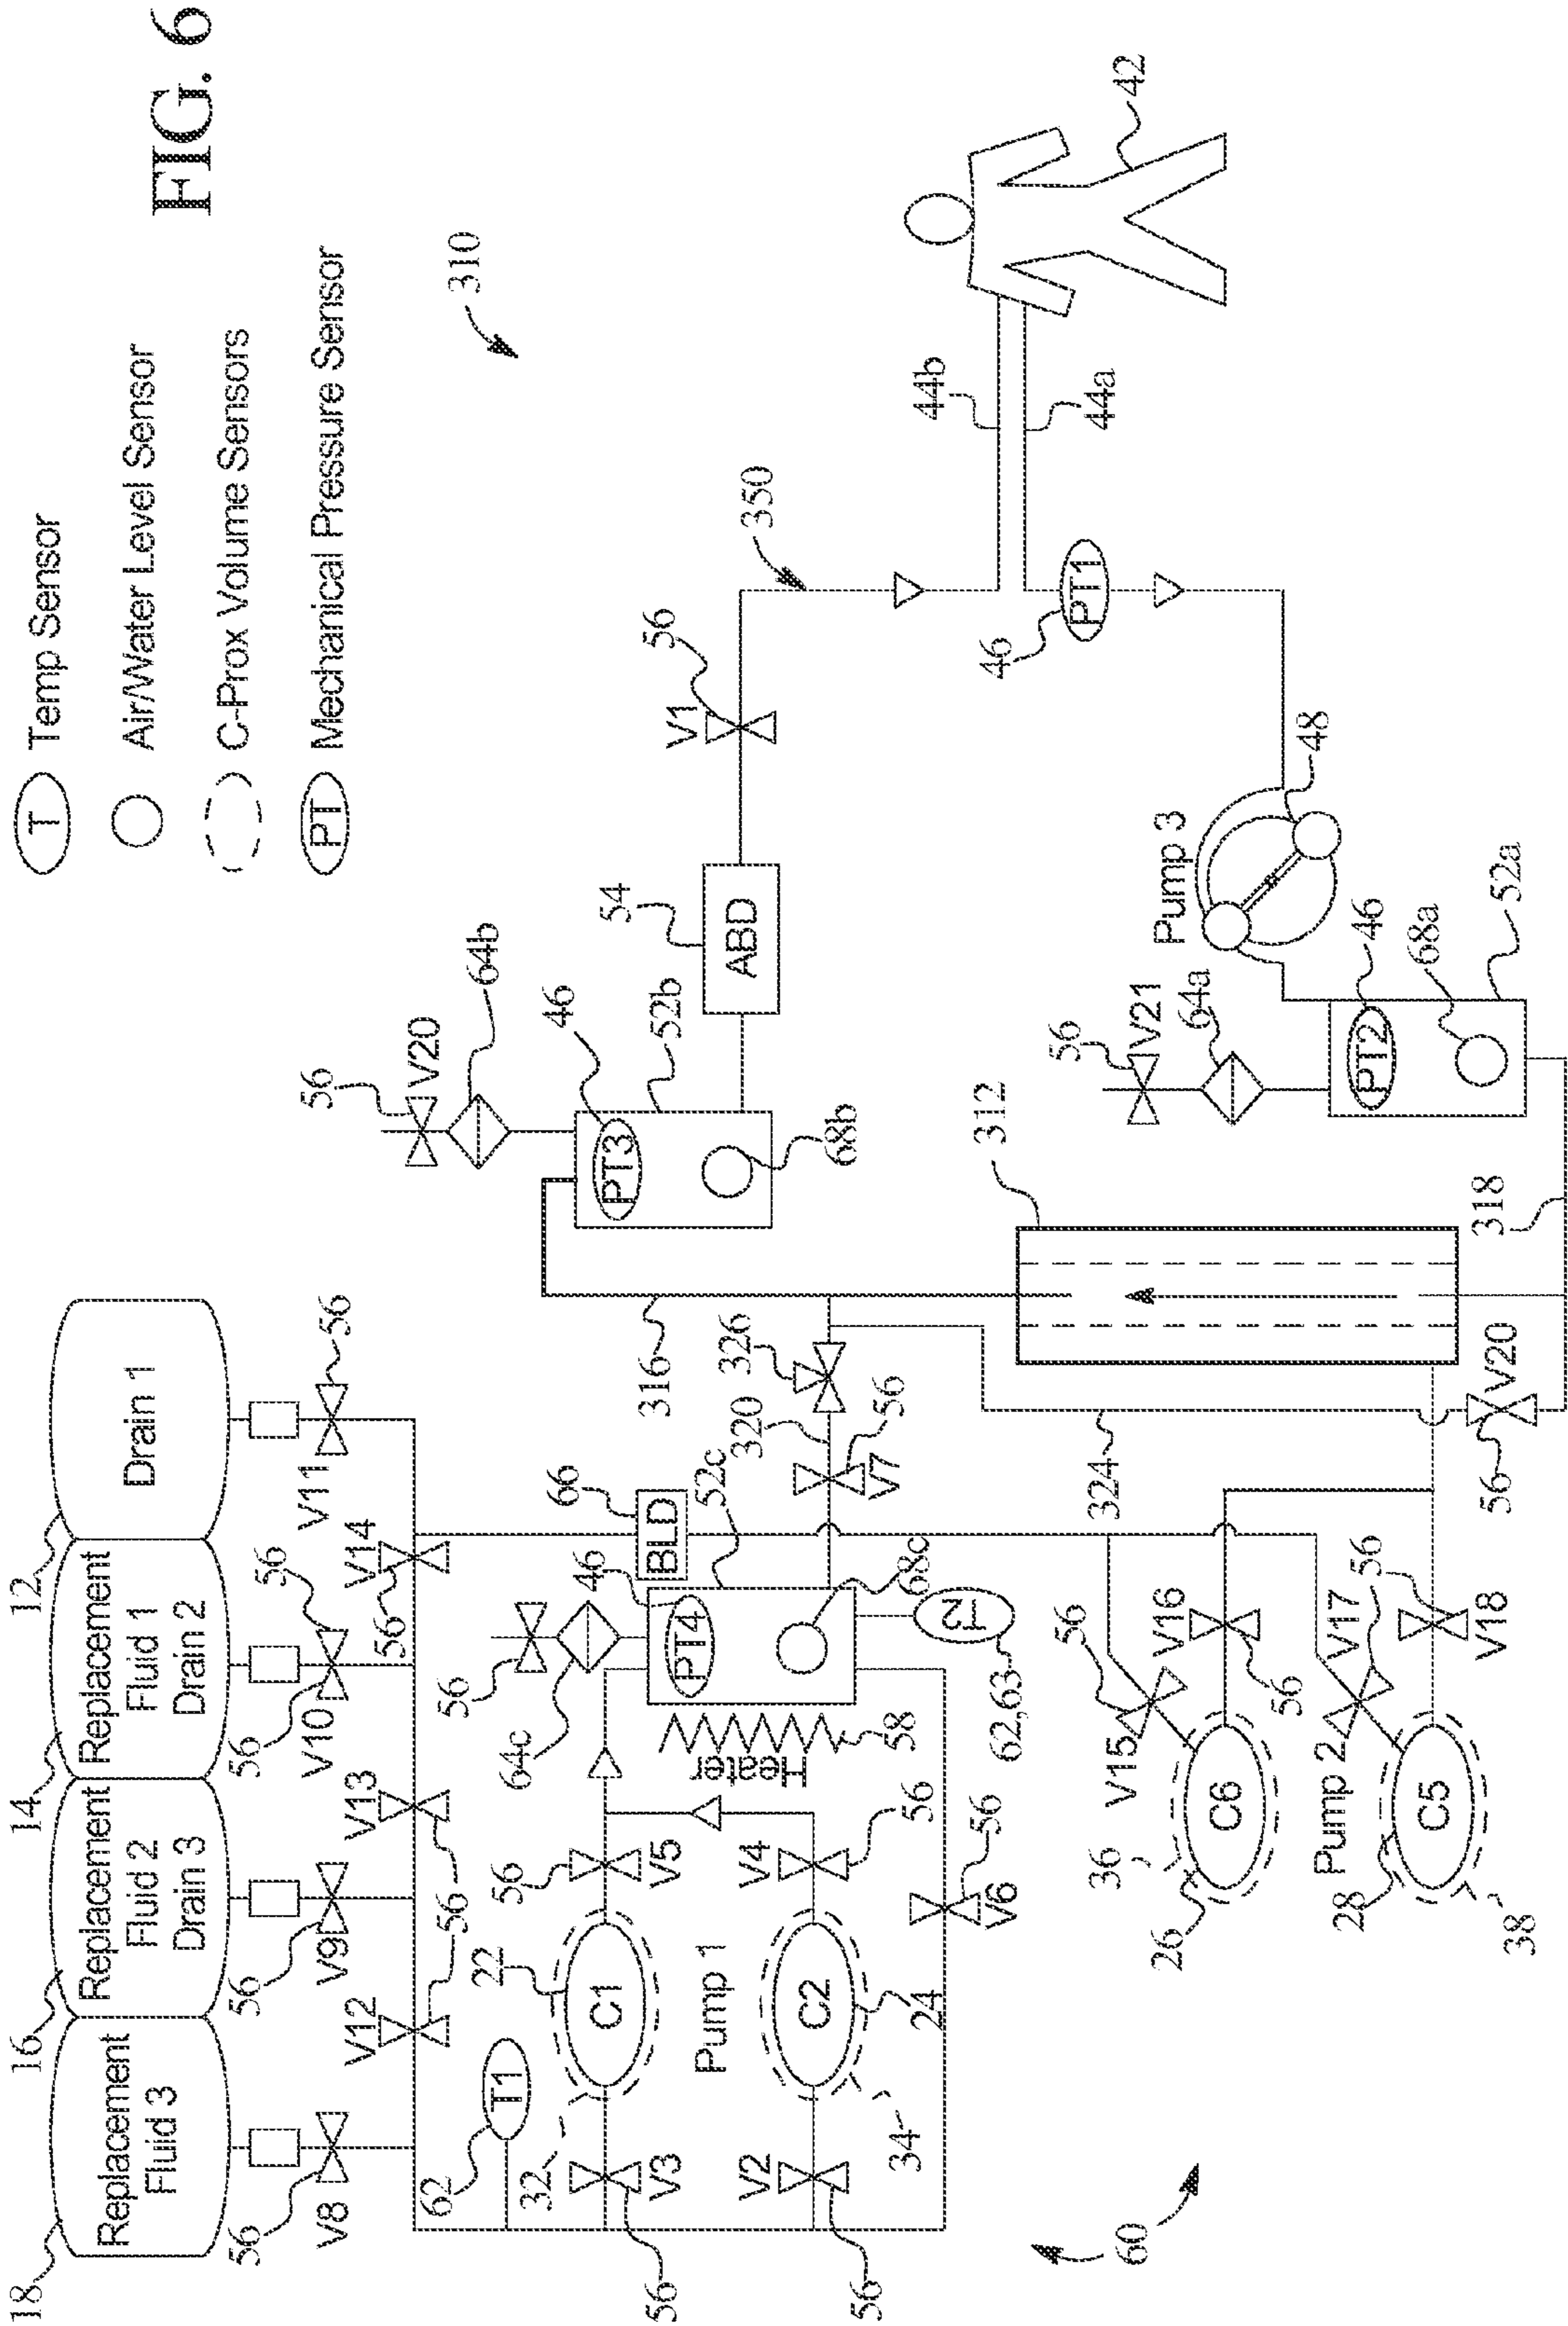 FIG. 6
T Temp Sensor
Air/Water Level Sensor
C-Prox Volume Sensors
PT Mechanical Pressure Sensor
310
18
16
14
12
Replacement
Fluid 3
Replacement
Fluid 2
Drain 3
Replacement
Fluid 1
Drain 2
Drain 1
56
56
56
56
56
56
V8
V9
V10
V11
V12
V13
V14
56
56
56
62
T1
32
22
C1
V3
56
56
V5
Pump 1
C2
24
34
V2
56
V4
56
V6
56
60
56
64c
46
PT4
68c
52c
Heater
58
T2
62,63
66
BLD
V7
56
320
326
316
324
56
V20
64b
46
PT3
52b
68b
54
ABD
V1
56
350
44b
44a
42
46
PT1
Pump 3
48
56
V21
64a
46
PT2
68a
52a
312
318
V20
56
V15
56
V16
56
36
26
C6
Pump 2
V17
56
V18
28
C5
38